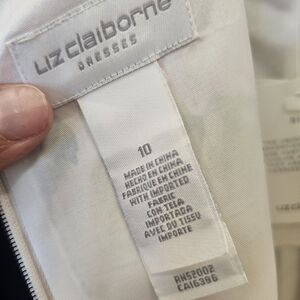 Liz claiborne
DRESSES
10
MADE IN CHINA
HECHO EN CHINA
FABRIQUE EN CHINE
WITH IMPORTED
FABRIC
CON TELA
IMPORTADA
AVEC DU TISSU
IMPORTE
RN52002
CA16386